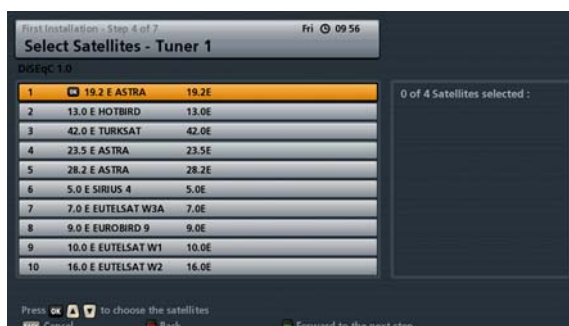 First Installation - Step 4 of 7 Fri 09 56
Select Satellites - Tuner 1
DiSEqC 1.0
1 OK 19.2 E ASTRA 19.2E
0 of 4 Satellites selected :
2 13.0 E HOTBIRD 13.0E
3 42.0 E TURKSAT 42.0E
4 23.5 E ASTRA 23.5E
5 28.2 E ASTRA 28.2E
6 5.0 E SIRIUS 4 5.0E
7 7.0 E EUTELSAT W3A 7.0E
8 9.0 E EUROBIRD 9 9.0E
9 10.0 E EUTELSAT W1 10.0E
10 16.0 E EUTELSAT W2 16.0E
Press OK to choose the satellites
Cancel Back Forward to the next step